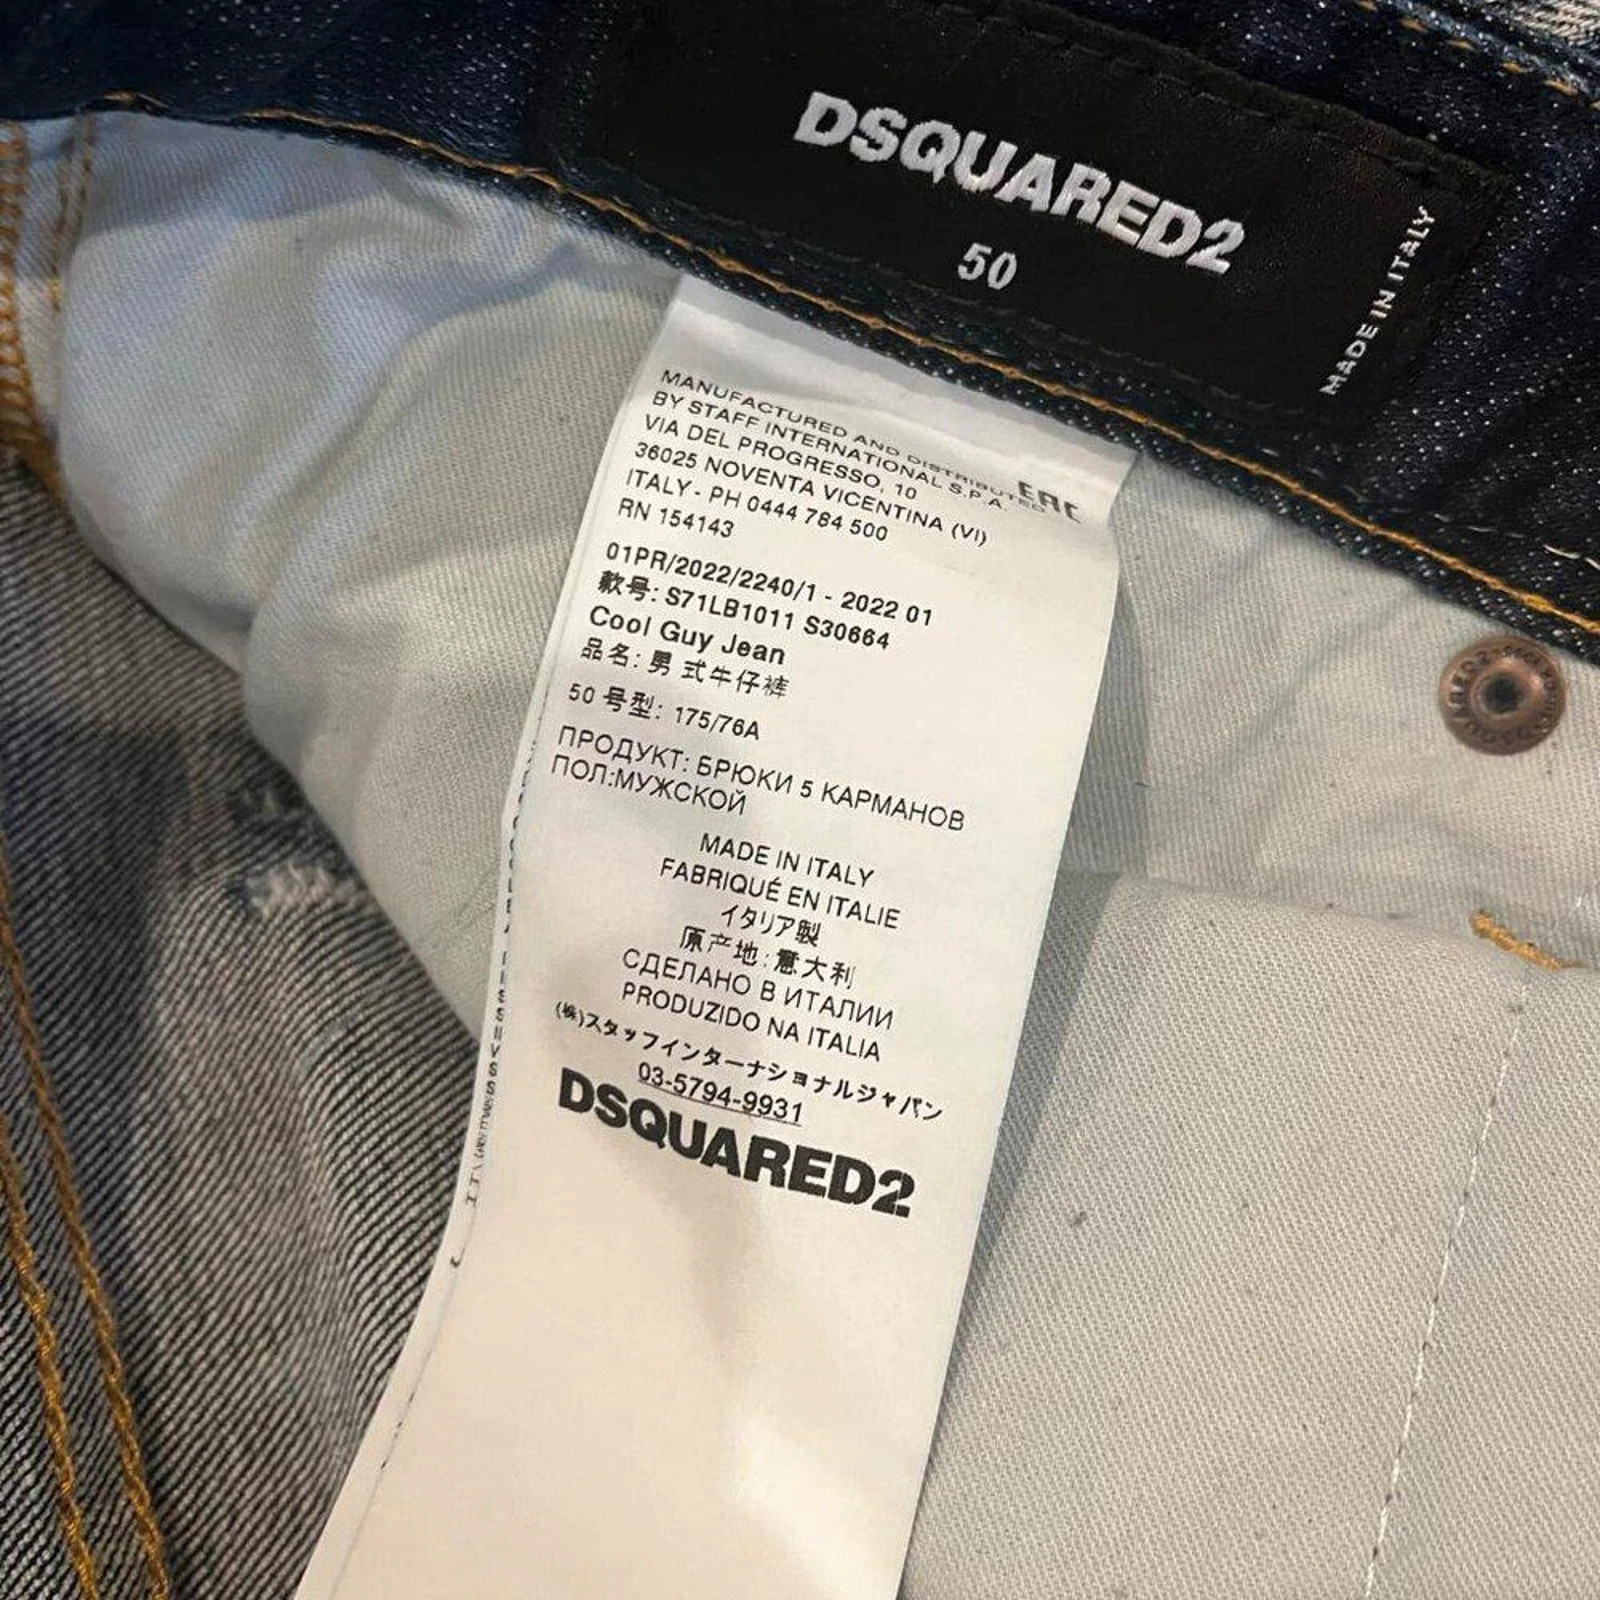 DSQUARED2
50
MADE IN ITALY
MANUFACTURED AND DISTRIBUTED
BY STAFF INTERNATIONAL S.P.A.
VIA DEL PROGRESSO, 10
36025 NOVENTA VICENTINA (VI)
ITALY - PH 0444 784 500
RN 154143
EAC
01PR/2022/2240/1 - 2022 01
款号: S71LB1011 S30664
Cool Guy Jean
品名: 男 式牛仔裤
50 号型: 175/76A
ПРОДУКТ: БРЮКИ 5 КАРМАНОВ
ПОЛ:МУЖСКОЙ
MADE IN ITALY
FABRIQUÉ EN ITALIE
イタリア製
原产地:意大利
СДЕЛАНО В ИТАЛИИ
PRODUZIDO NA ITALIA
(株)スタッフインターナショナルジャパン
03-5794-9931
DSQUARED2